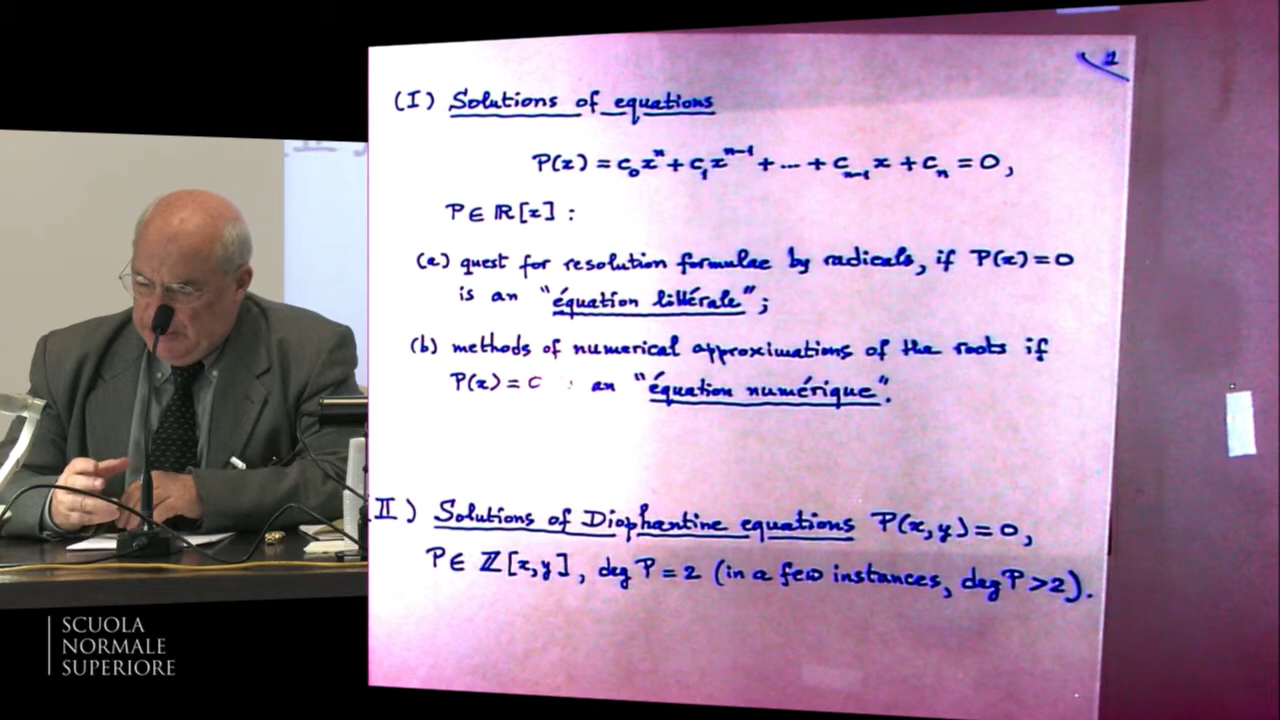 2
(I) Solutions of equations
P(x) = c₀xⁿ + c₁xⁿ⁻¹ + ... + cₙ₋₁ x + cₙ = 0,
P ∈ ℝ[x] :
(a) quest for resolution formulae by radicals, if P(x) = 0
is an "équation littérale";
(b) methods of numerical approximations of the roots if
P(x) = an "équation numérique".
II) Solutions of Diophantine equations P(x,y) = 0,
P ∈ ℤ[x,y], deg P = 2 (in a few instances, deg P > 2).
SCUOLA
NORMALE
SUPERIORE